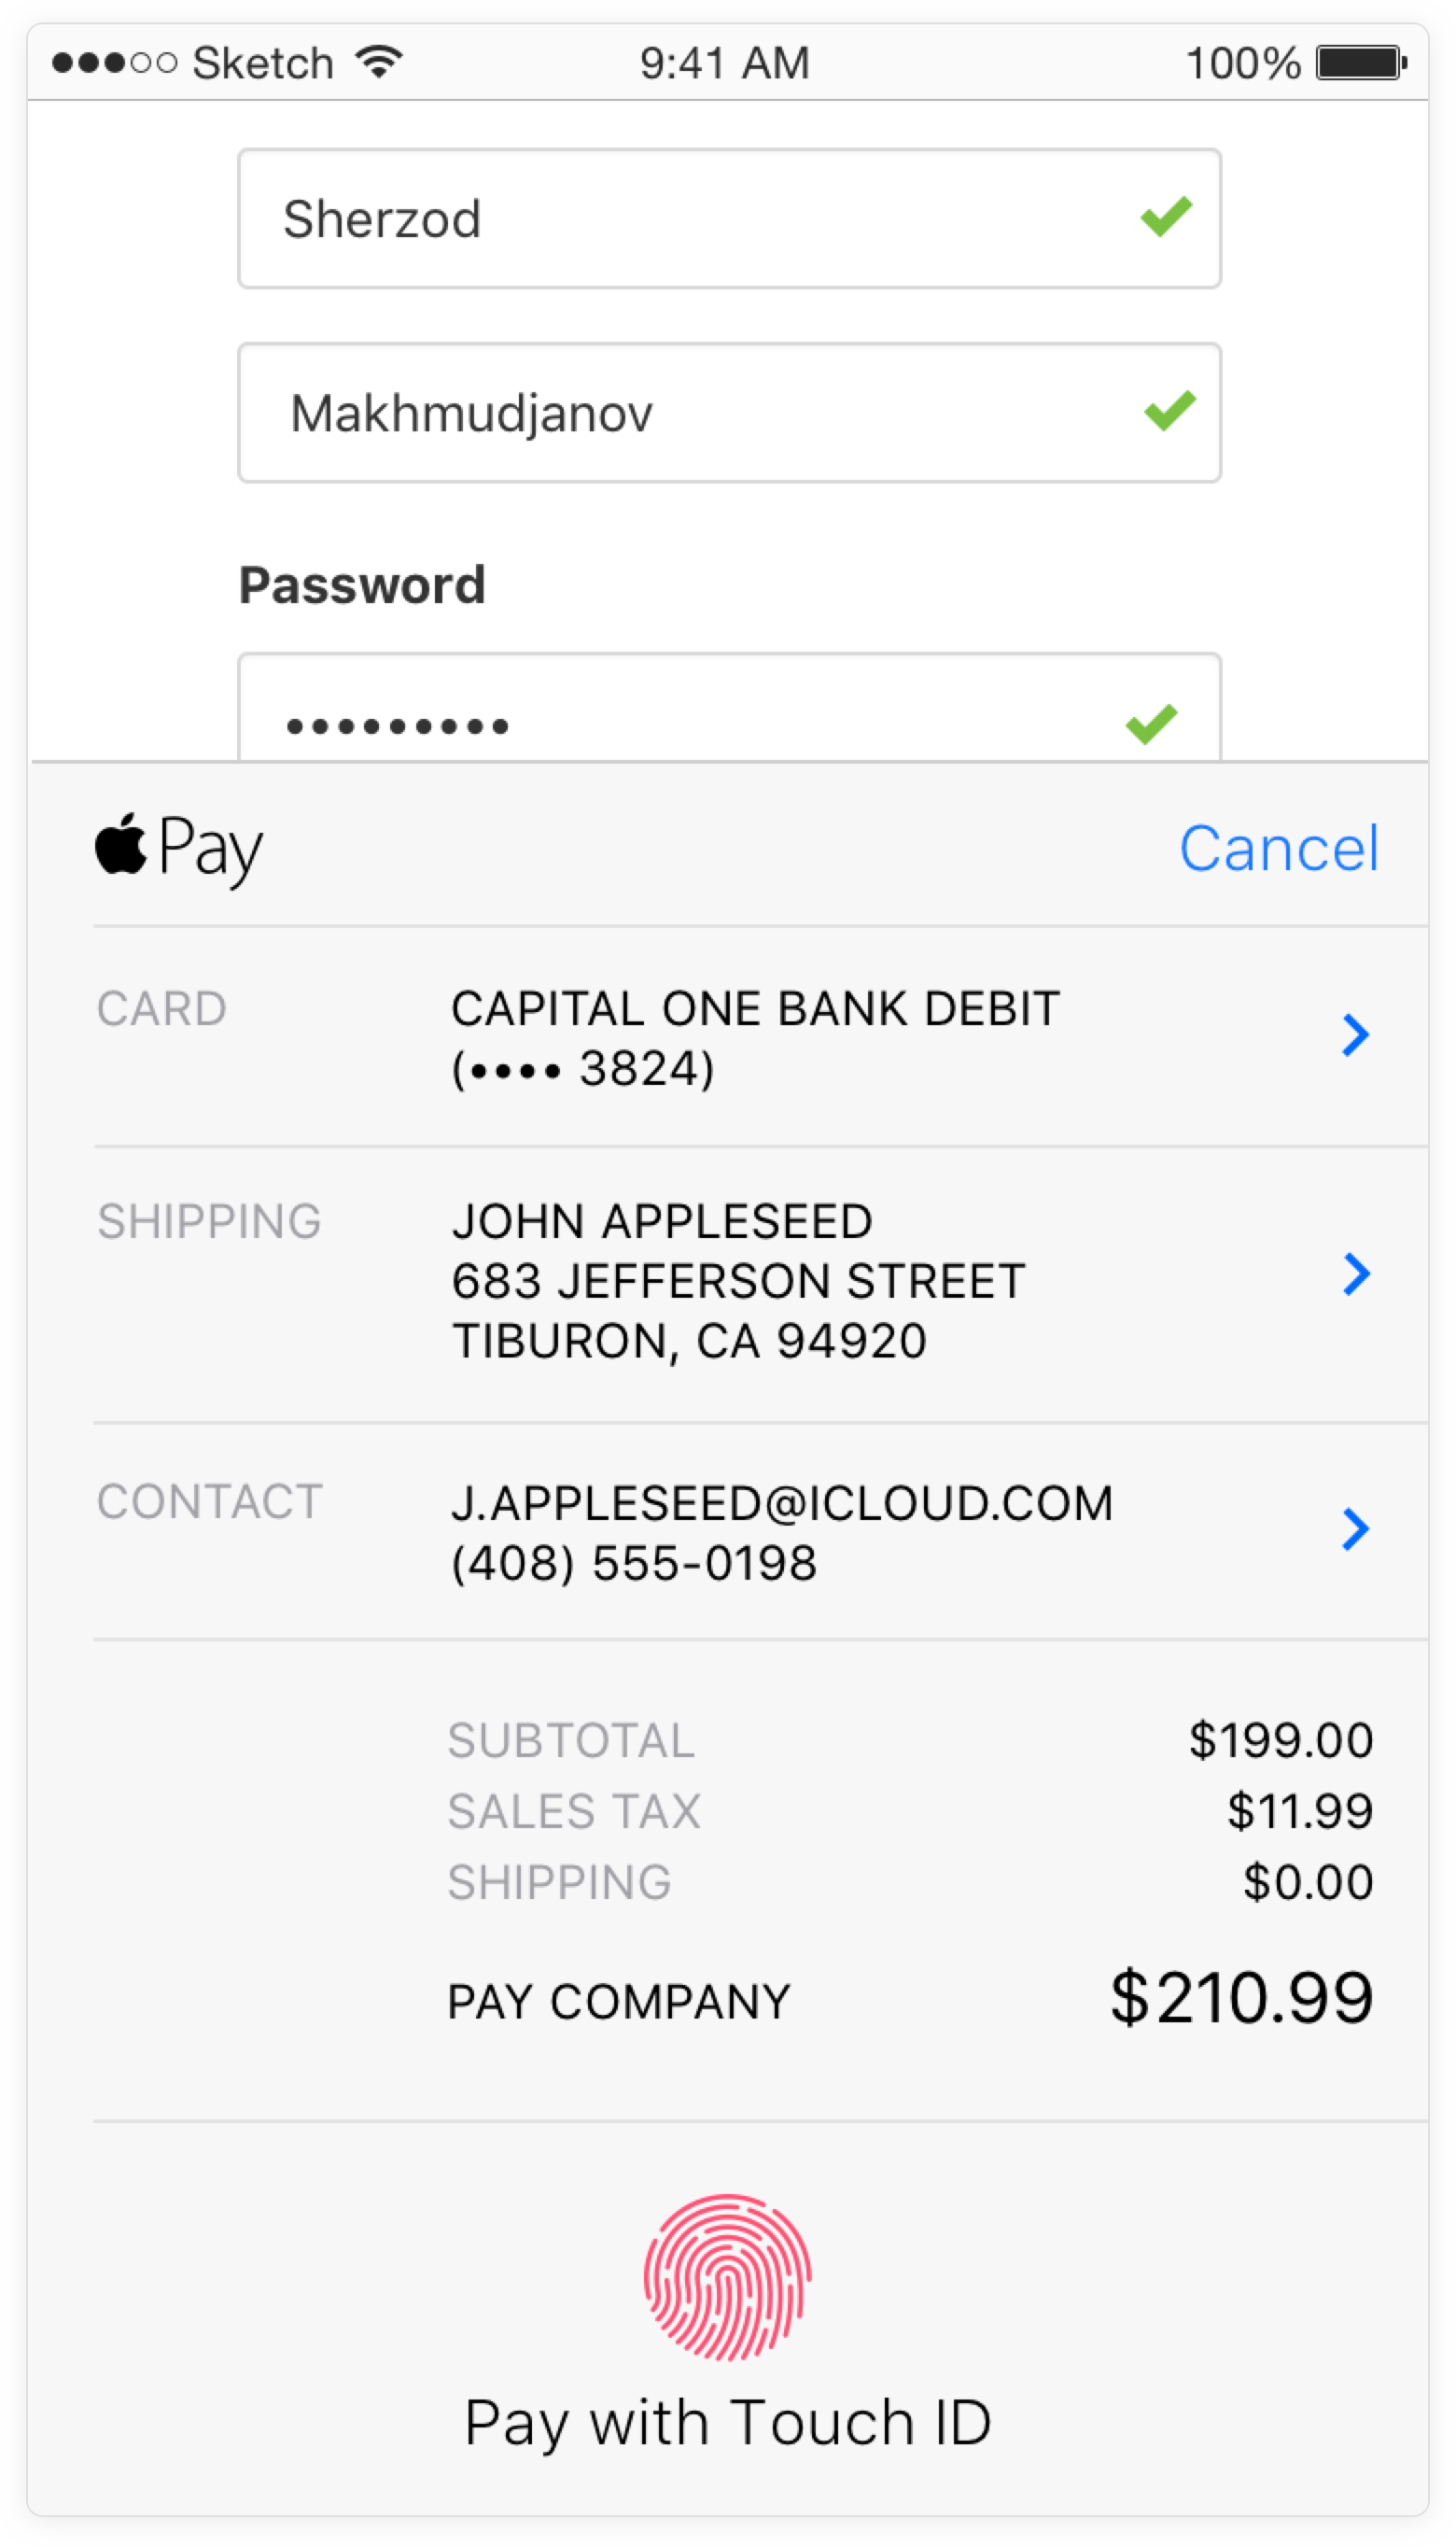 Sketch 9:41 AM 100%
Sherzod
Makhmudjanov
Password
•••••••••
Pay Cancel
CARD CAPITAL ONE BANK DEBIT
(•••• 3824)
SHIPPING JOHN APPLESEED
683 JEFFERSON STREET
TIBURON, CA 94920
CONTACT J.APPLESEED@ICLOUD.COM
(408) 555-0198
SUBTOTAL $199.00
SALES TAX $11.99
SHIPPING $0.00
PAY COMPANY $210.99
Pay with Touch ID